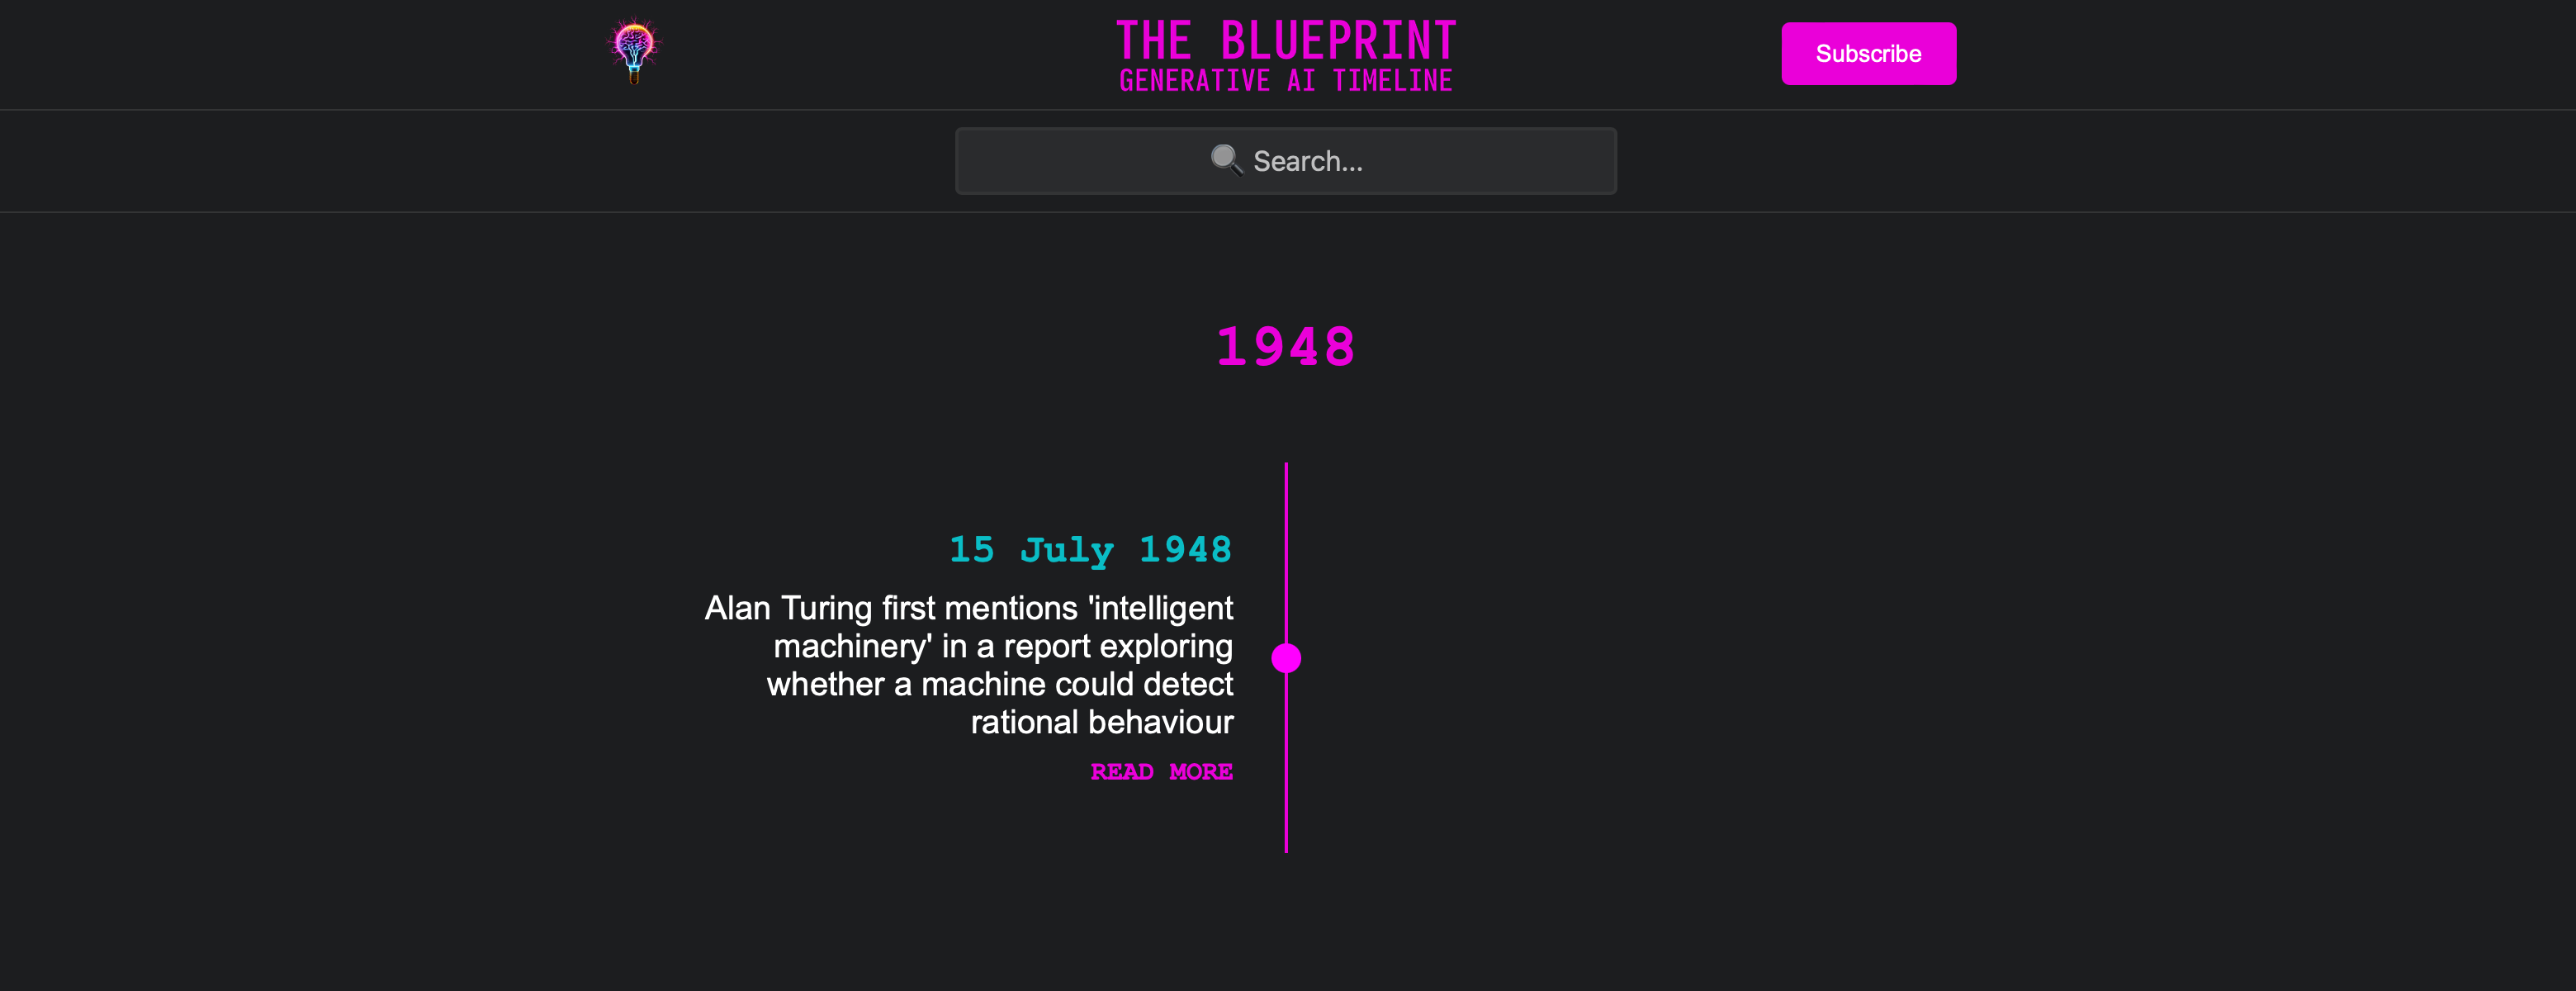 THE BLUEPRINT
GENERATIVE AI TIMELINE
Subscribe
Search...
1948
15 July 1948
Alan Turing first mentions 'intelligent
machinery' in a report exploring
whether a machine could detect
rational behaviour
READ MORE